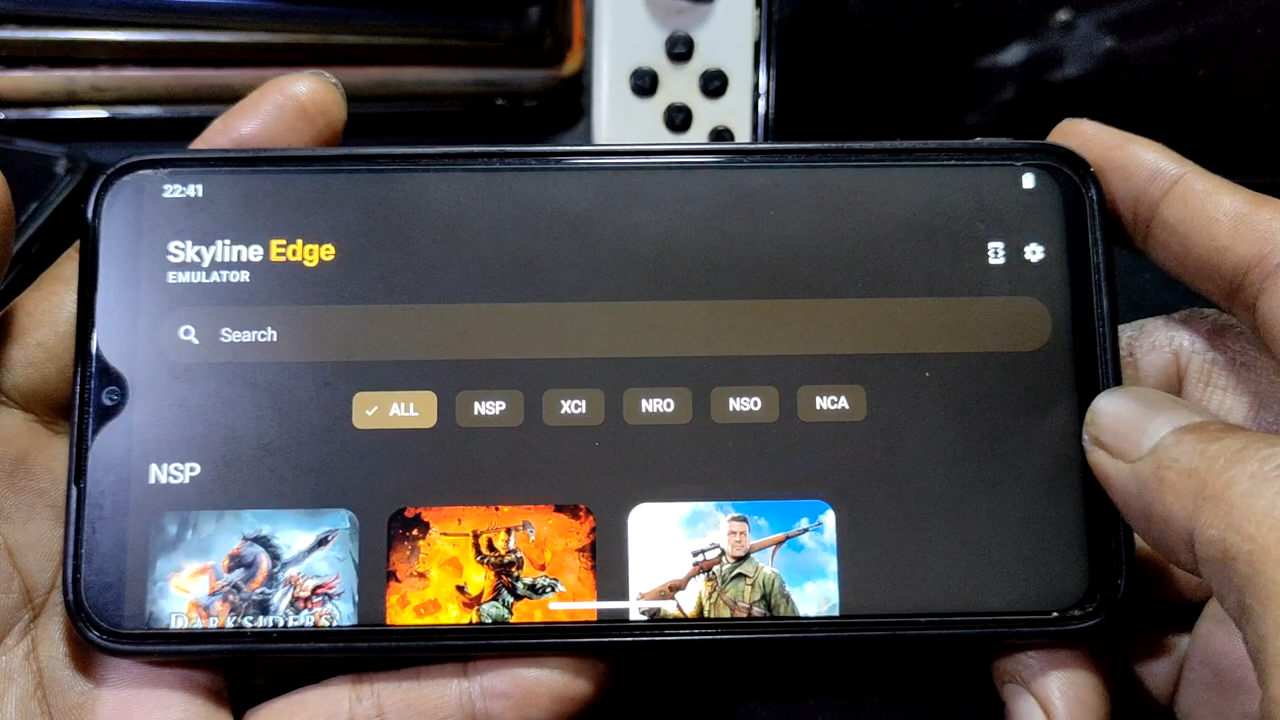 22:41
Skyline Edge
EMULATOR
Search
ALL NSP XCI NRO NSO NCA
NSP
DARKSIDERS